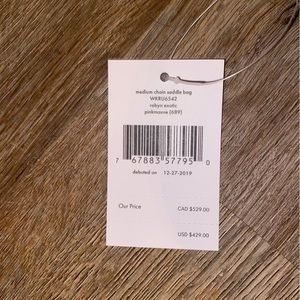 medium chain saddle bag
WKRU6542
robyn exotic
pinkmauve (689)
7 67883 57795 0
debuted on 12-27-2019
Our Price
CAD $529.00
USD $429.00